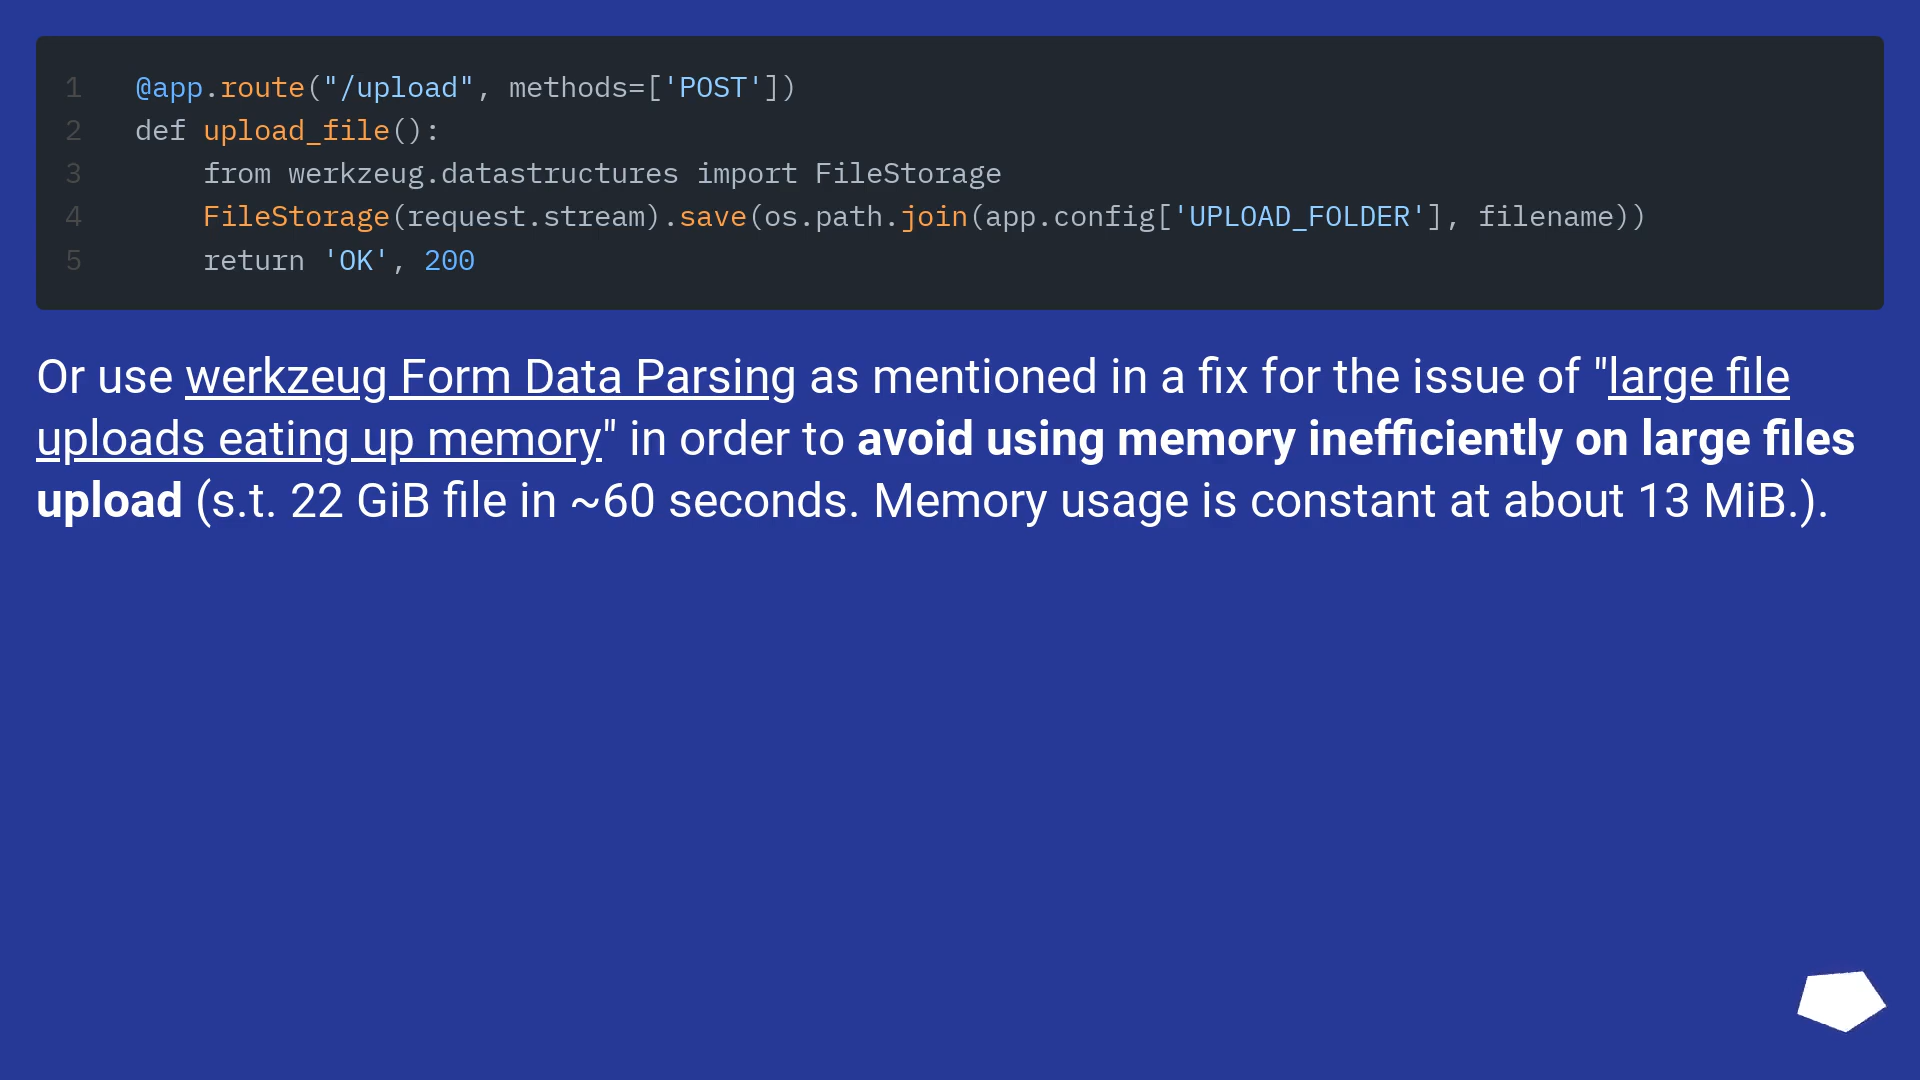 1 @app.route("/upload", methods=['POST'])
2 def upload_file():
3     from werkzeug.datastructures import FileStorage
4     FileStorage(request.stream).save(os.path.join(app.config['UPLOAD_FOLDER'], filename))
5     return 'OK', 200
Or use werkzeug Form Data Parsing as mentioned in a fix for the issue of "large file
uploads eating up memory" in order to avoid using memory inefficiently on large files
upload (s.t. 22 GiB file in ~60 seconds. Memory usage is constant at about 13 MiB.).